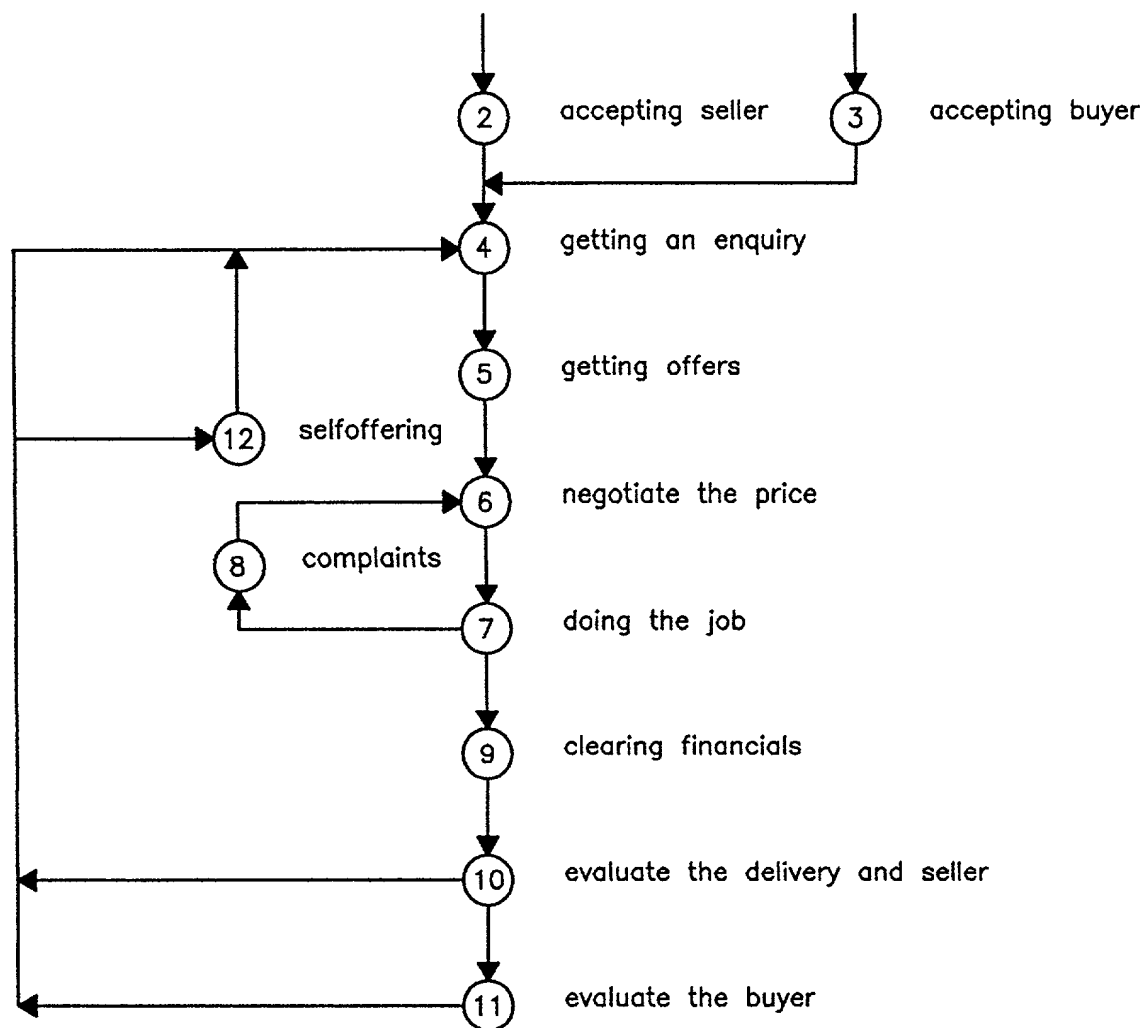 2 accepting seller 3 accepting buyer
4 getting an enquiry
5 getting offers
12 selfoffering
6 negotiate the price
8 complaints
7 doing the job
9 clearing financials
10 evaluate the delivery and seller
11 evaluate the buyer